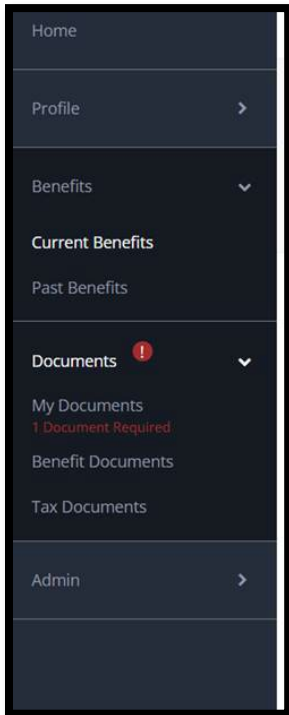 Home
Profile
Benefits
Current Benefits
Past Benefits
Documents !
My Documents
1 Document Required
Benefit Documents
Tax Documents
Admin